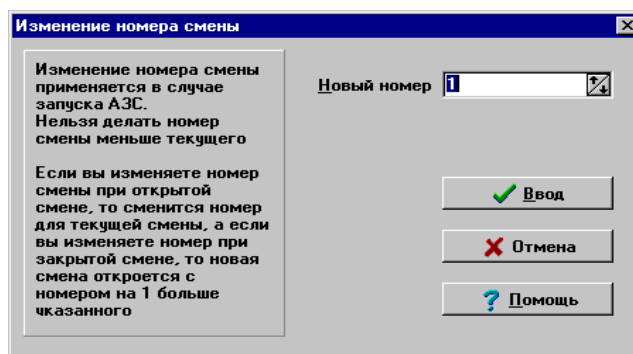 Изменение номера смены
Изменение номера смены
применяется в случае
запуска АЗС.
Нельзя делать номер
смены меньше текущего
Если вы изменяете номер
смены при открытой
смене, то сменится номер
для текущей смены, а если
вы изменяете номер при
закрытой смене, то новая
смена откроется с
номером на 1 больше
указанного
Новый номер 1
Ввод
Отмена
Помощь